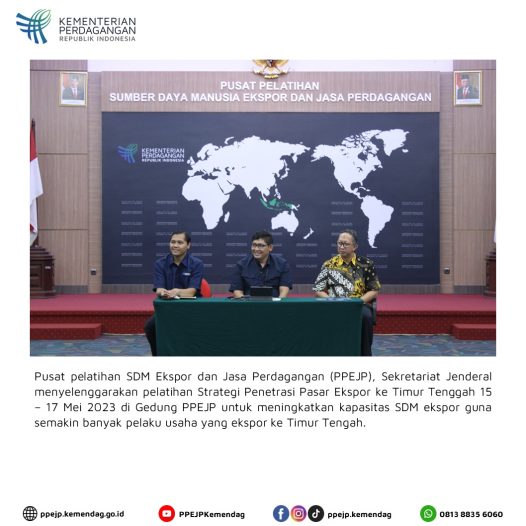 KEMENTERIAN
PERDAGANGAN
REPUBLIK INDONESIA
PUSAT PELATIHAN
SUMBER DAYA MANUSIA EKSPOR DAN JASA PERDAGANGAN
KEMENTERIAN
PERDAGANGAN
REPUBLIK INDONESIA
Pusat pelatihan SDM Ekspor dan Jasa Perdagangan (PPEJP), Sekretariat Jenderal
menyelenggarakan pelatihan Strategi Penetrasi Pasar Ekspor ke Timur Tenggah 15
– 17 Mei 2023 di Gedung PPEJP untuk meningkatkan kapasitas SDM ekspor guna
semakin banyak pelaku usaha yang ekspor ke Timur Tengah.
ppejp.kemendag.go.id
PPEJPKemendag
ppejp.kemendag
0813 8835 6060